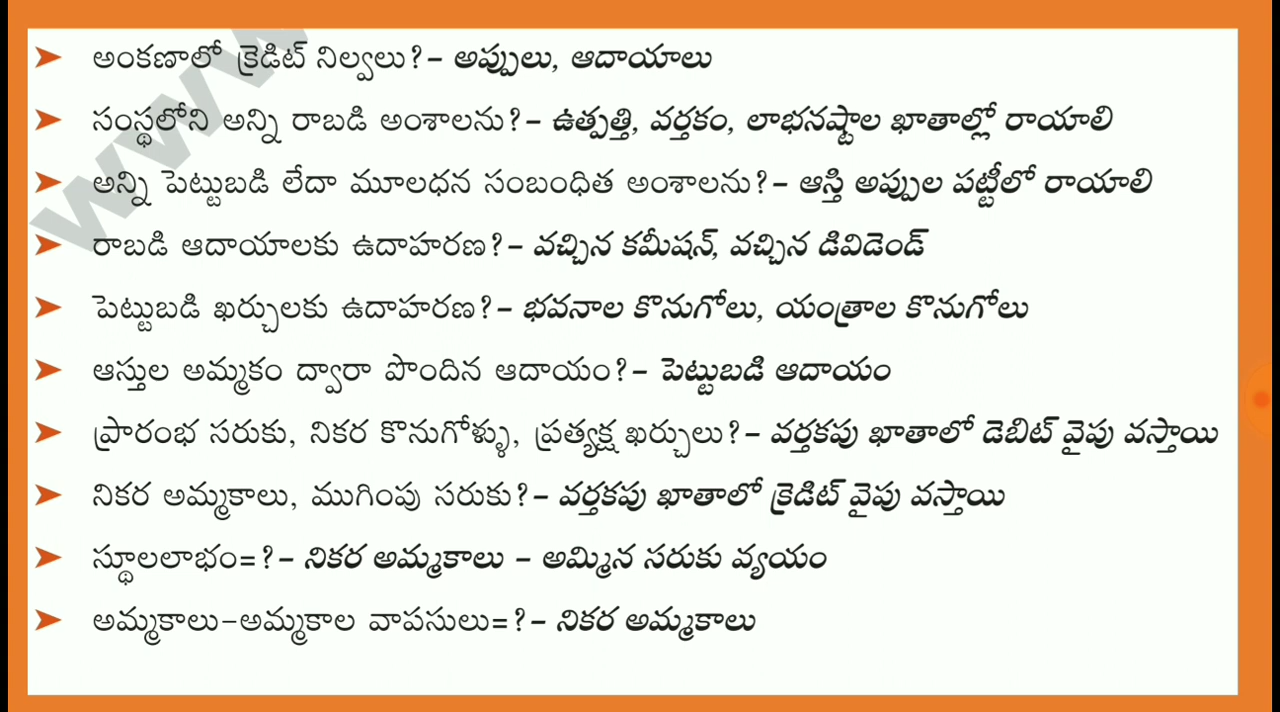 ➤ అంకణాలో క్రెడిట్ నిల్వలు?– అప్పులు, ఆదాయాలు
➤ సంస్థలోని అన్ని రాబడి అంశాలను?– ఉత్పత్తి, వర్తకం, లాభనష్టాల ఖాతాల్లో రాయాలి
➤ అన్ని పెట్టుబడి లేదా మూలధన సంబంధిత అంశాలను?– ఆస్తి అప్పుల పట్టీలో రాయాలి
➤ రాబడి ఆదాయాలకు ఉదాహరణ?– వచ్చిన కమీషన్, వచ్చిన డివిడెండ్
➤ పెట్టుబడి ఖర్చులకు ఉదాహరణ?– భవనాల కొనుగోలు, యంత్రాల కొనుగోలు
➤ ఆస్తుల అమ్మకం ద్వారా పొందిన ఆదాయం?– పెట్టుబడి ఆదాయం
➤ ప్రారంభ సరుకు, నికర కొనుగోళ్ళు, ప్రత్యక్ష ఖర్చులు?– వర్తకపు ఖాతాలో డెబిట్ వైపు వస్తాయి
➤ నికర అమ్మకాలు, ముగింపు సరుకు?– వర్తకపు ఖాతాలో క్రెడిట్ వైపు వస్తాయి
➤ స్థూలలాభం=?– నికర అమ్మకాలు – అమ్మిన సరుకు వ్యయం
➤ అమ్మకాలు–అమ్మకాల వాపసులు=?– నికర అమ్మకాలు
www